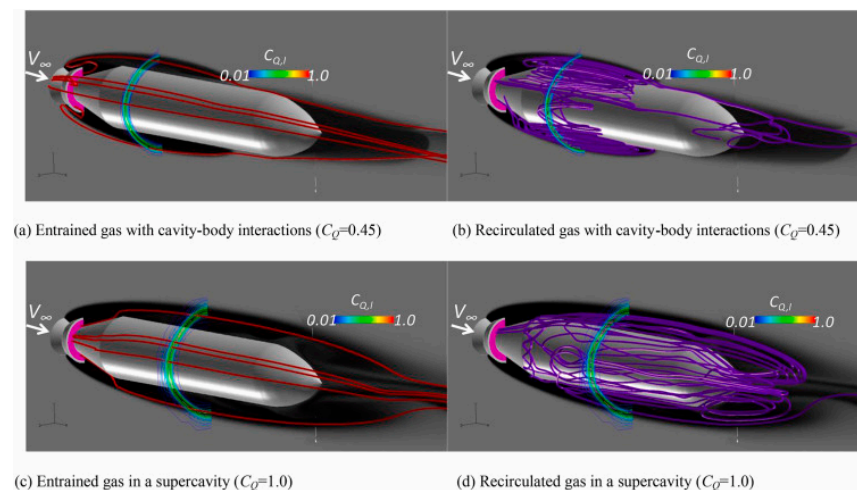 C_{Q,I}
V∞
0.01 1.0
C_{Q,I}
V∞
0.01 1.0
(a) Entrained gas with cavity-body interactions (C_Q=0.45)
(b) Recirculated gas with cavity-body interactions (C_Q=0.45)
C_{Q,I}
V∞
0.01 1.0
C_{Q,I}
V∞
0.01 1.0
(c) Entrained gas in a supercavity (C_Q=1.0)
(d) Recirculated gas in a supercavity (C_Q=1.0)